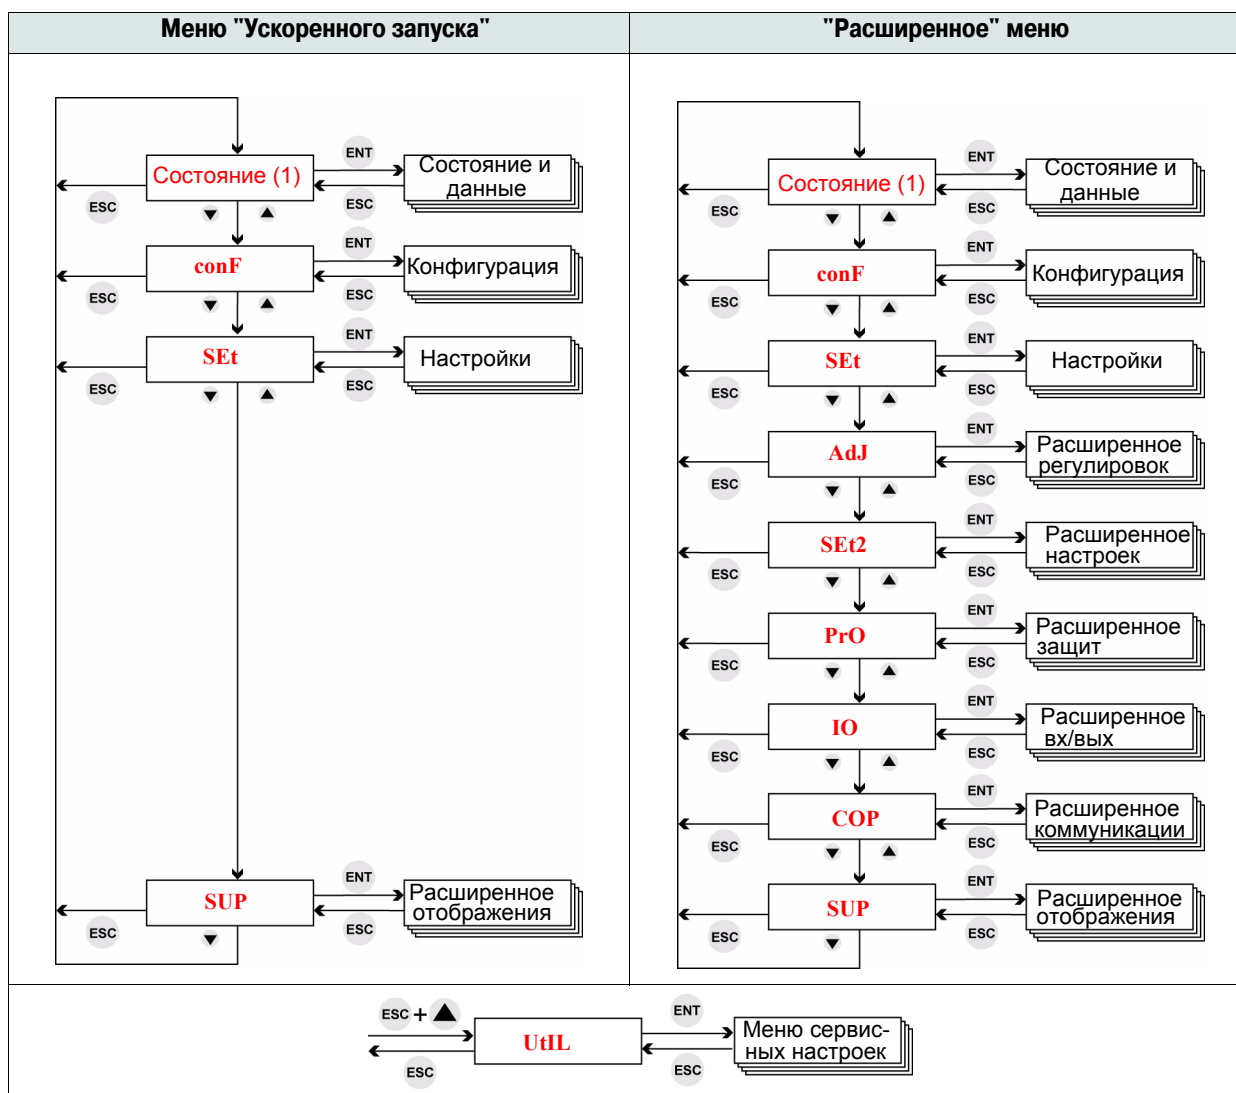 Меню "Ускоренного запуска"
"Расширенное" меню
Состояние (1)
ENT
ESC
ESC
Состояние и
данные
conF
ENT
ESC
ESC
Конфигурация
SEt
ENT
ESC
ESC
Настройки
SUP
ENT
ESC
ESC
Расширенное
отображения
Состояние (1)
ENT
ESC
ESC
Состояние и
данные
conF
ENT
ESC
ESC
Конфигурация
SEt
ENT
ESC
ESC
Настройки
AdJ
ENT
ESC
ESC
Расширенное
регулировок
SEt2
ENT
ESC
ESC
Расширенное
настроек
PrO
ENT
ESC
ESC
Расширенное
защит
IO
ENT
ESC
ESC
Расширенное
вх/вых
COP
ENT
ESC
ESC
Расширенное
коммуникации
SUP
ENT
ESC
ESC
Расширенное
отображения
ESC +
ESC
UtIL
ENT
ESC
Меню сервис-
ных настроек